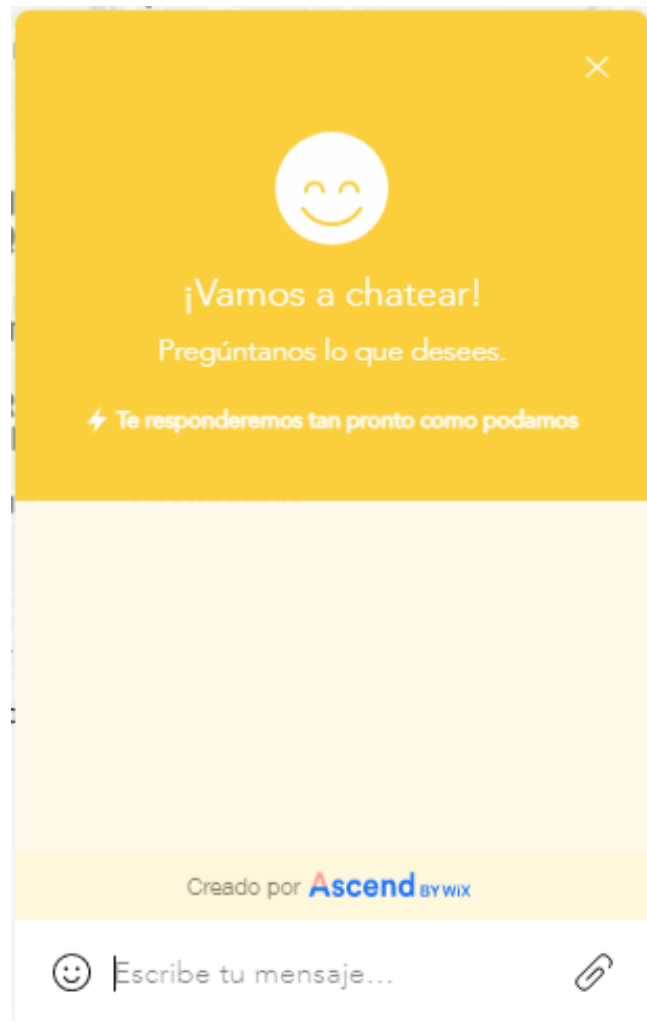 ¡Vamos a chatear!
Pregúntanos lo que desees.
Te responderemos tan pronto como podamos
Creado por Ascend BY WIX
Escribe tu mensaje...